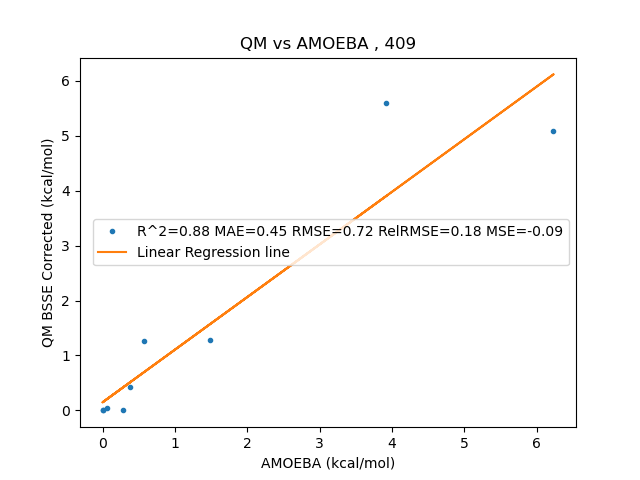 QM vs AMOEBA , 409
6
5
4
3
2
1
0
QM BSSE Corrected (kcal/mol)
R^2=0.88 MAE=0.45 RMSE=0.72 RelRMSE=0.18 MSE=-0.09
Linear Regression line
0 1 2 3 4 5 6
AMOEBA (kcal/mol)